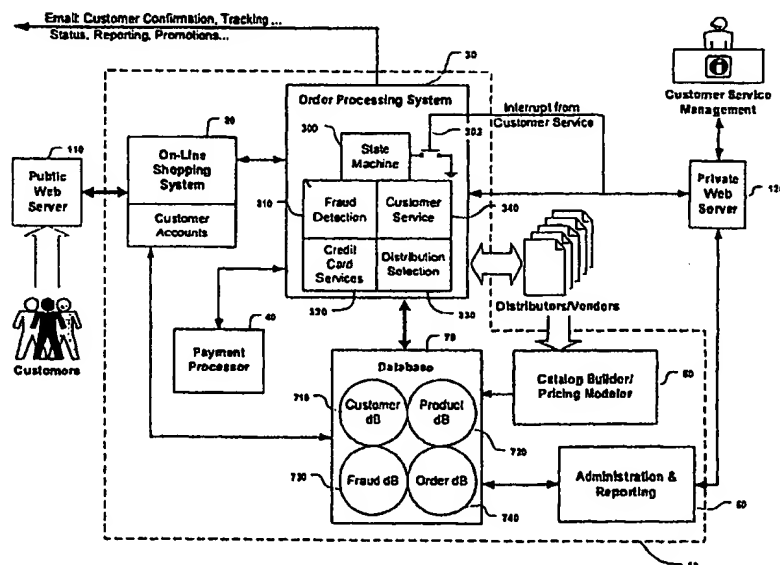 Email: Customer Confirmation, Tracking ...
Status, Reporting, Promotions...
30
Order Processing System
Interrupt from
Customer Service
302
300
State
Machine
Customer Service
Management
110
Public
Web
Server
On-Line
Shopping
System
Customer
Accounts
310
Fraud
Detection
Customer
Service
340
Credit
Card
Services
Distribution
Selection
320
330
Private
Web
Server
Distributors/Vendors
Customers
40
Payment
Processor
70
Database
710
Customer
dB
Product
dB
720
730
Fraud dB
Order dB
740
Catalog Builder/
Pricing Modeler
Administration &
Reporting
60